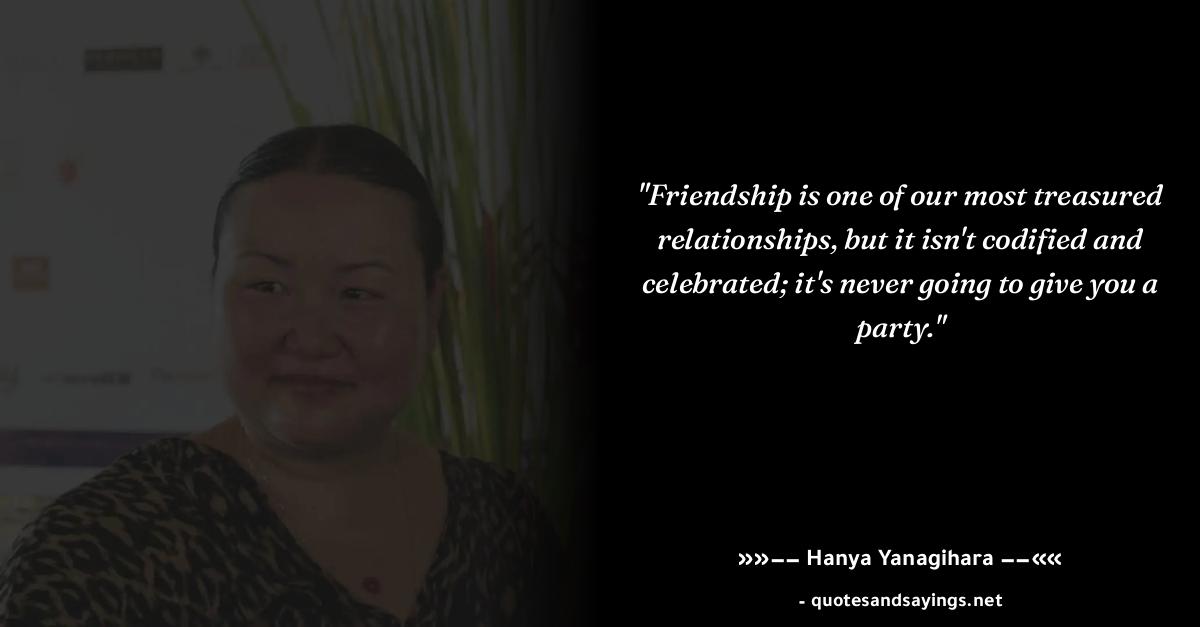 "Friendship is one of our most treasured
relationships, but it isn't codified and
celebrated; it's never going to give you a
party."
»»–– Hanya Yanagihara ––««
- quotesandsayings.net